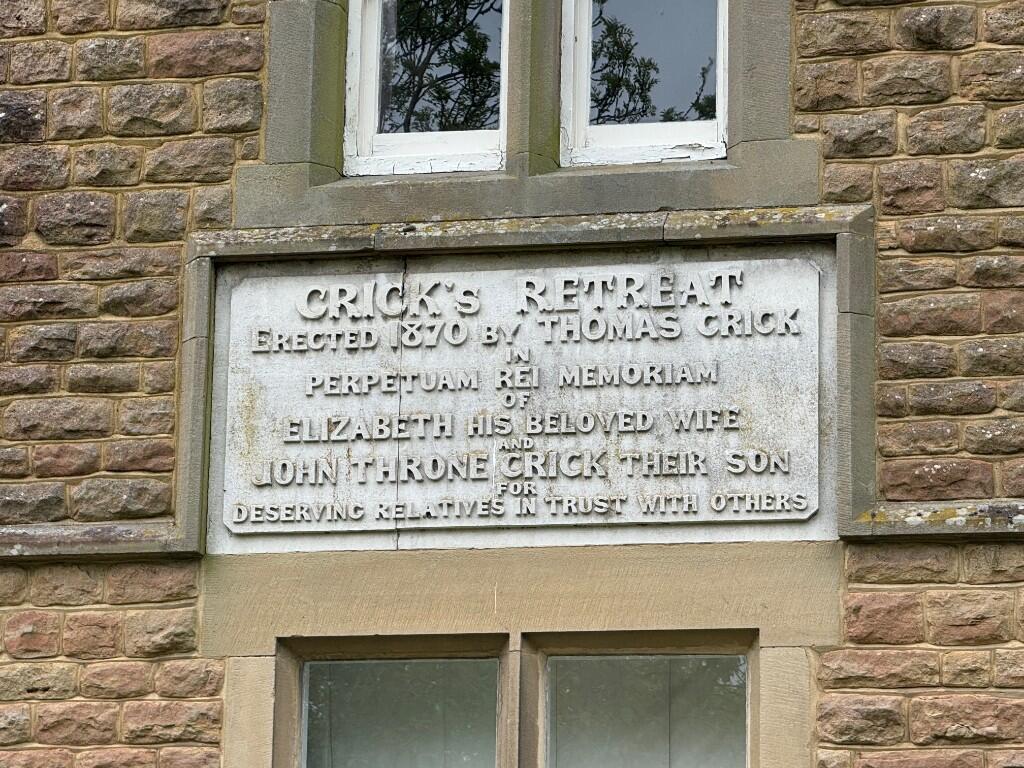 CRICK'S RETREAT
ERECTED 1870 BY THOMAS CRICK
IN
PERPETUAM REI MEMORIAM
OF
ELIZABETH HIS BELOVED WIFE
AND
JOHN THRONE CRICK THEIR SON
FOR
DESERVING RELATIVES IN TRUST WITH OTHERS